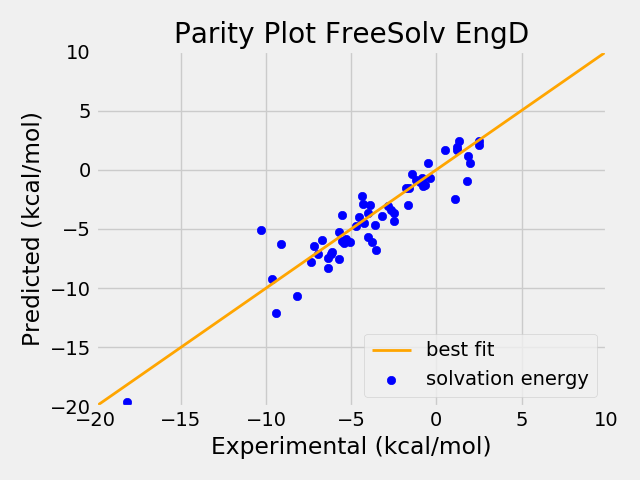 Parity Plot FreeSolv EngD
10
5
0
−5
−10
−15
−20
Predicted (kcal/mol)
best fit
solvation energy
−20 −15 −10 −5 0 5 10
Experimental (kcal/mol)